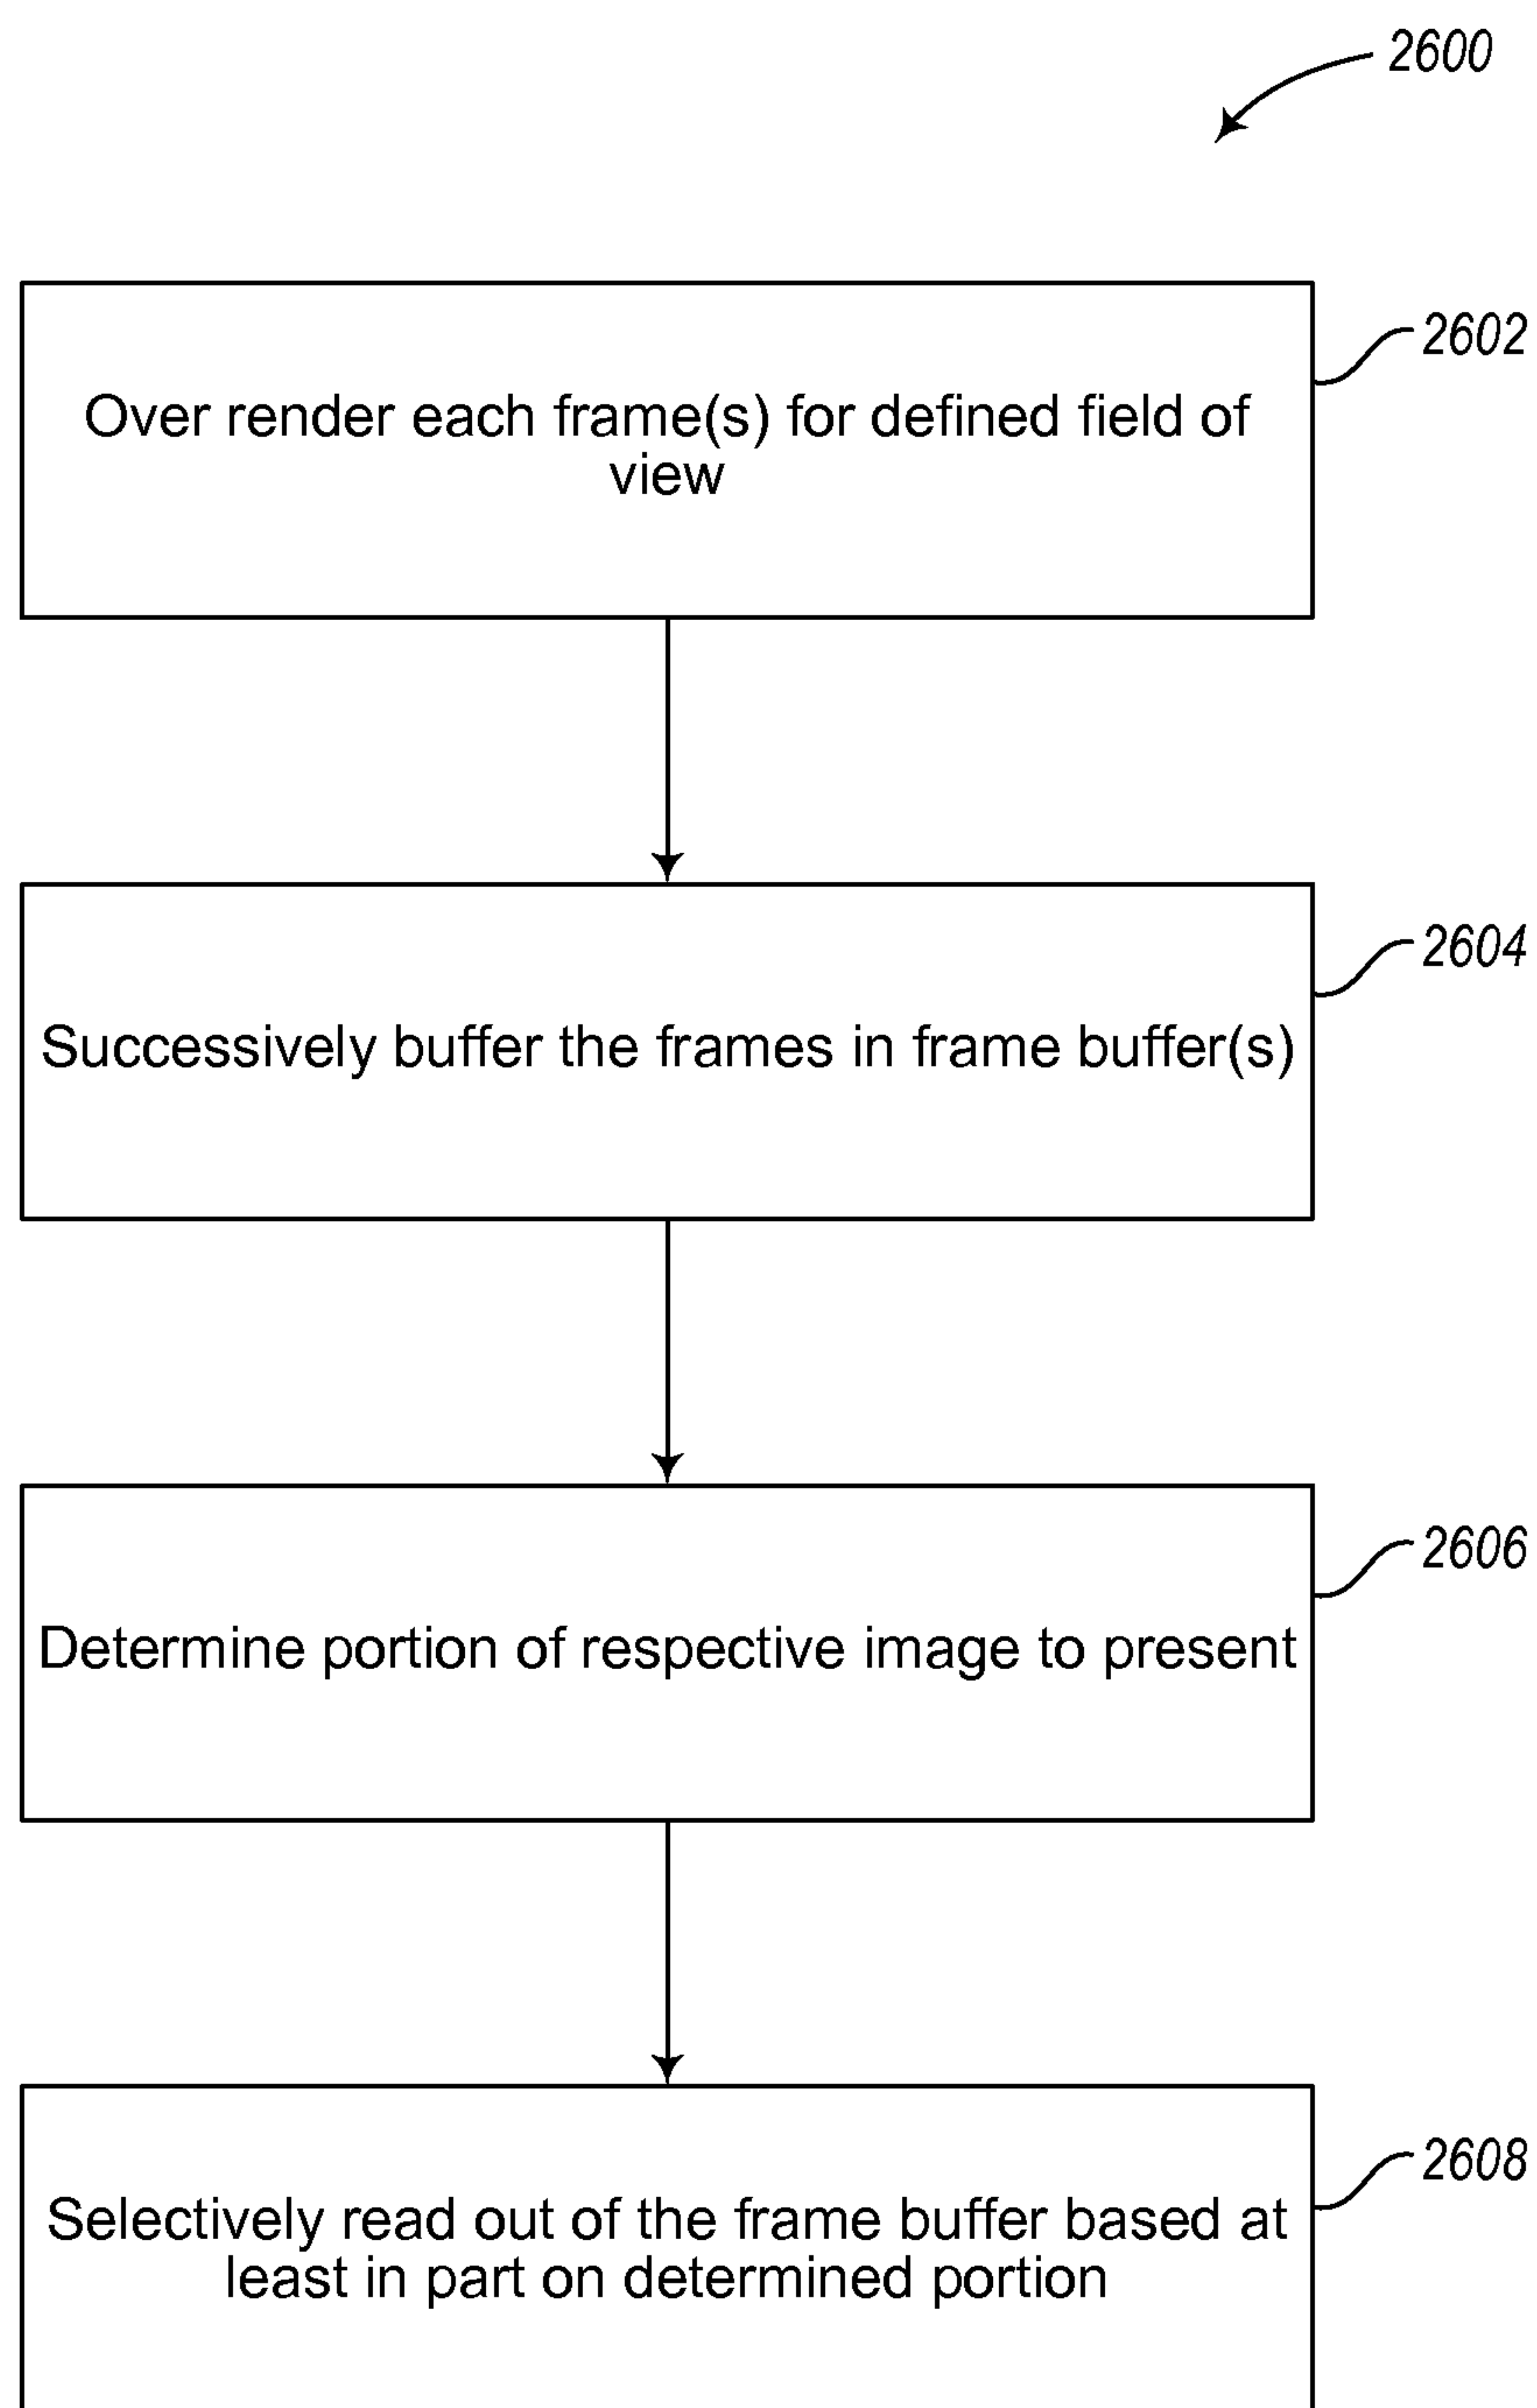 2600
2602
Over render each frame(s) for defined field of
view
2604
Successively buffer the frames in frame buffer(s)
2606
Determine portion of respective image to present
2608
Selectively read out of the frame buffer based at
least in part on determined portion